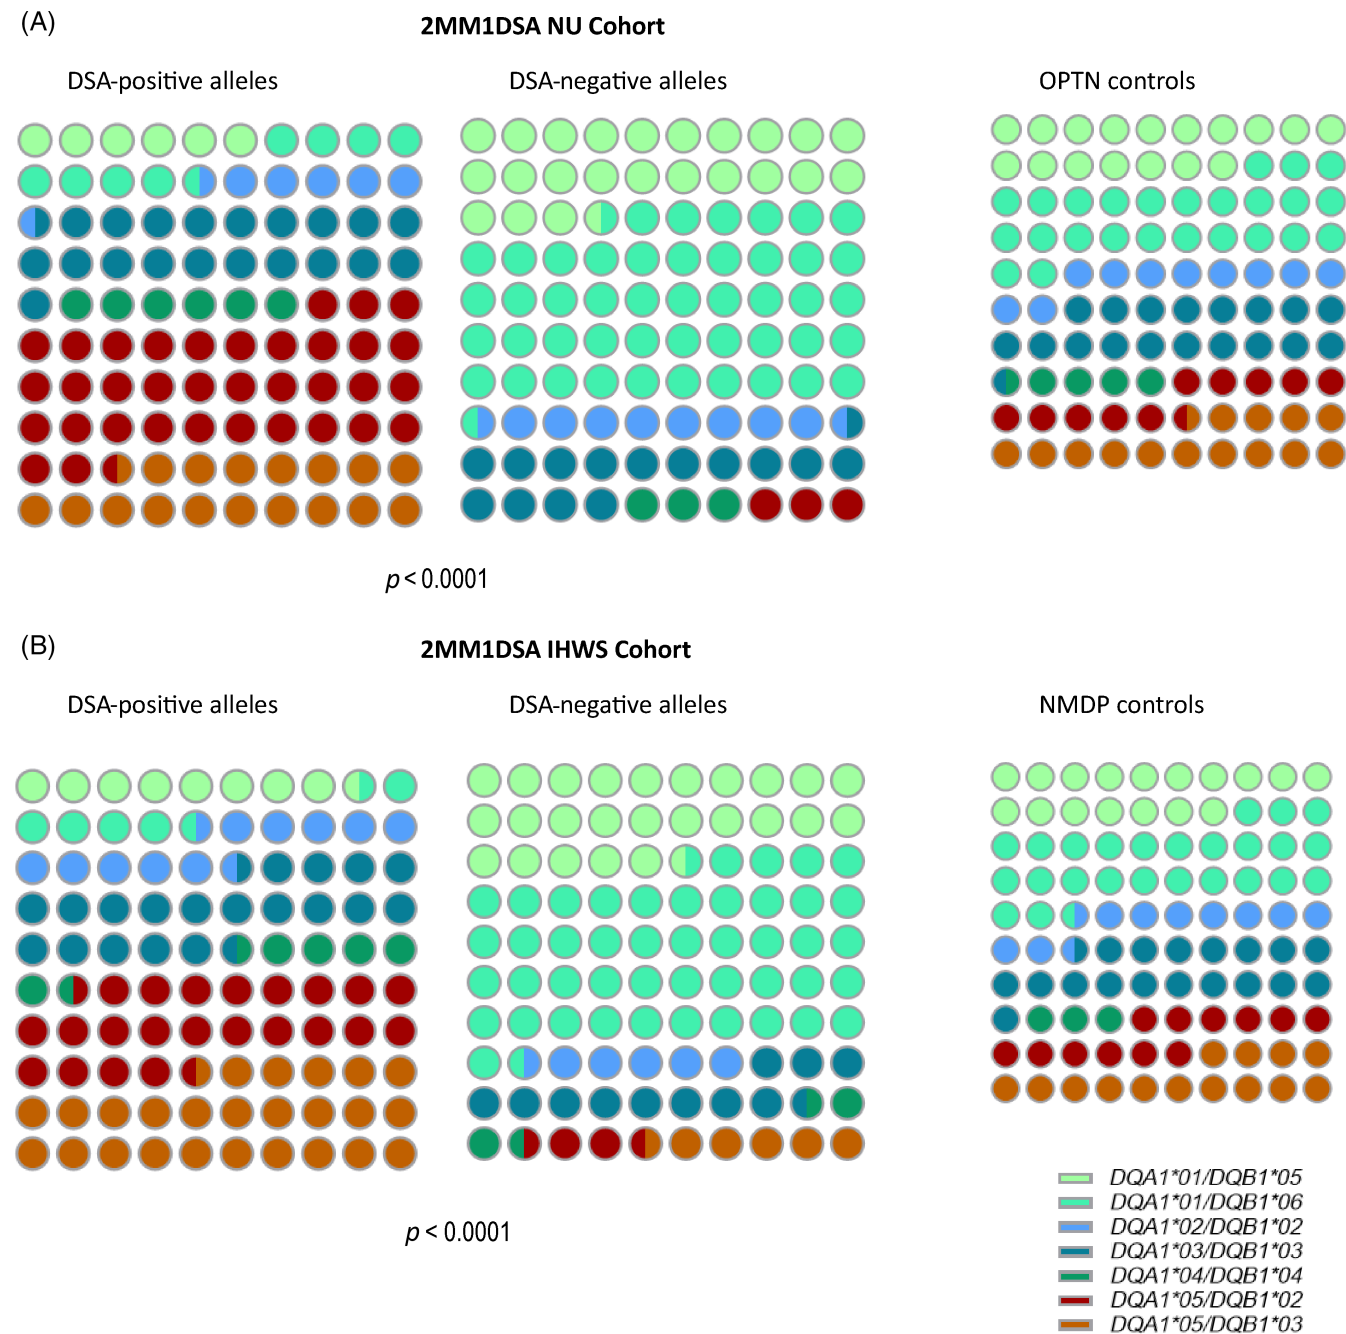 (A)
2MM1DSA NU Cohort
DSA-positive alleles
DSA-negative alleles
OPTN controls
p < 0.0001
(B)
2MM1DSA IHWS Cohort
DSA-positive alleles
DSA-negative alleles
NMDP controls
p < 0.0001
DQA1*01/DQB1*05
DQA1*01/DQB1*06
DQA1*02/DQB1*02
DQA1*03/DQB1*03
DQA1*04/DQB1*04
DQA1*05/DQB1*02
DQA1*05/DQB1*03